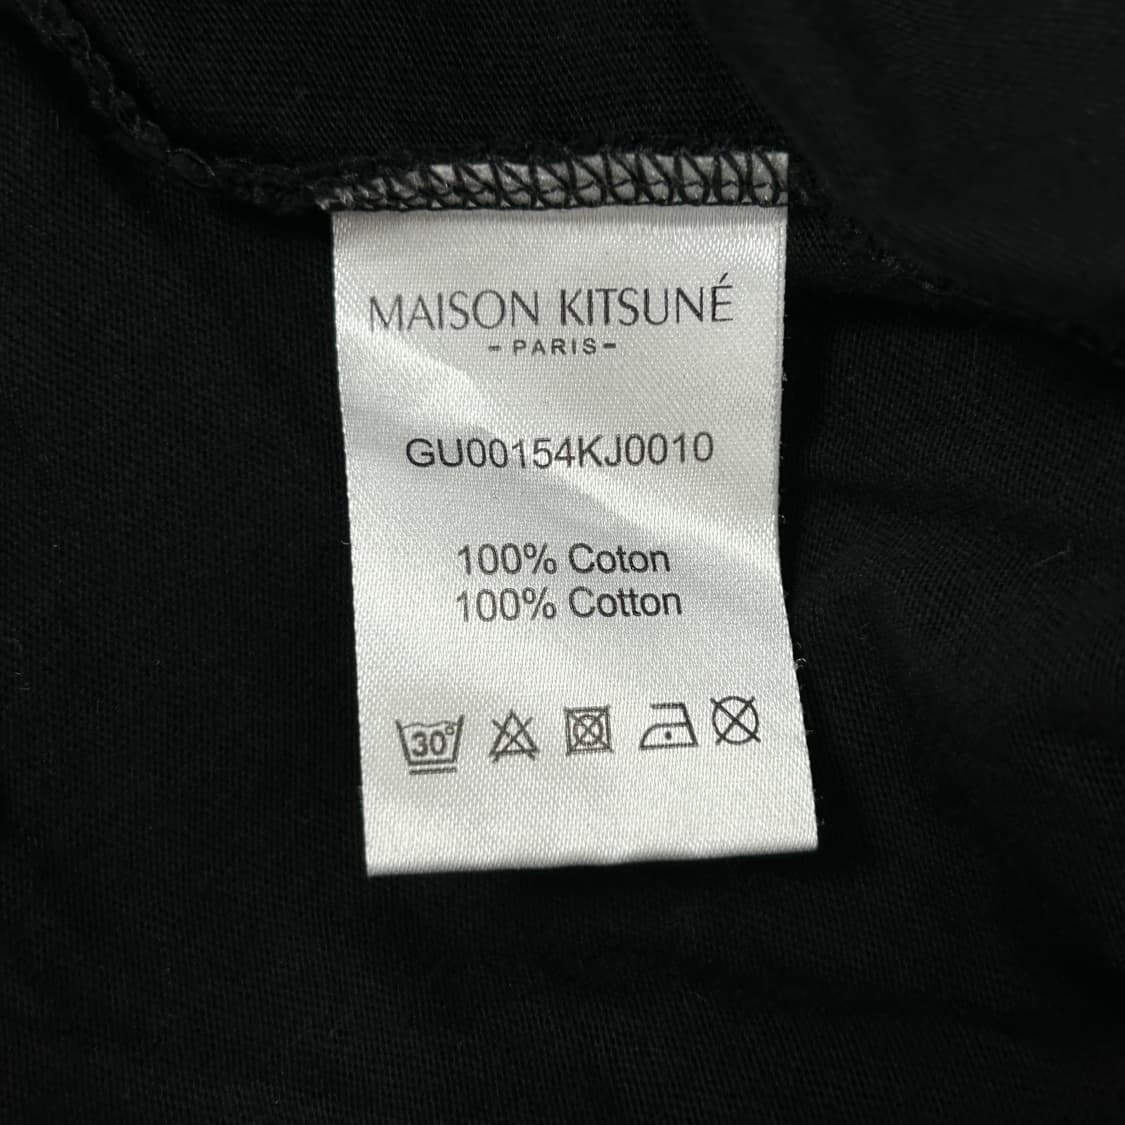 MAISON KITSUNÉ
- PARIS -
GU00154KJ0010
100% Coton
100% Cotton
30°